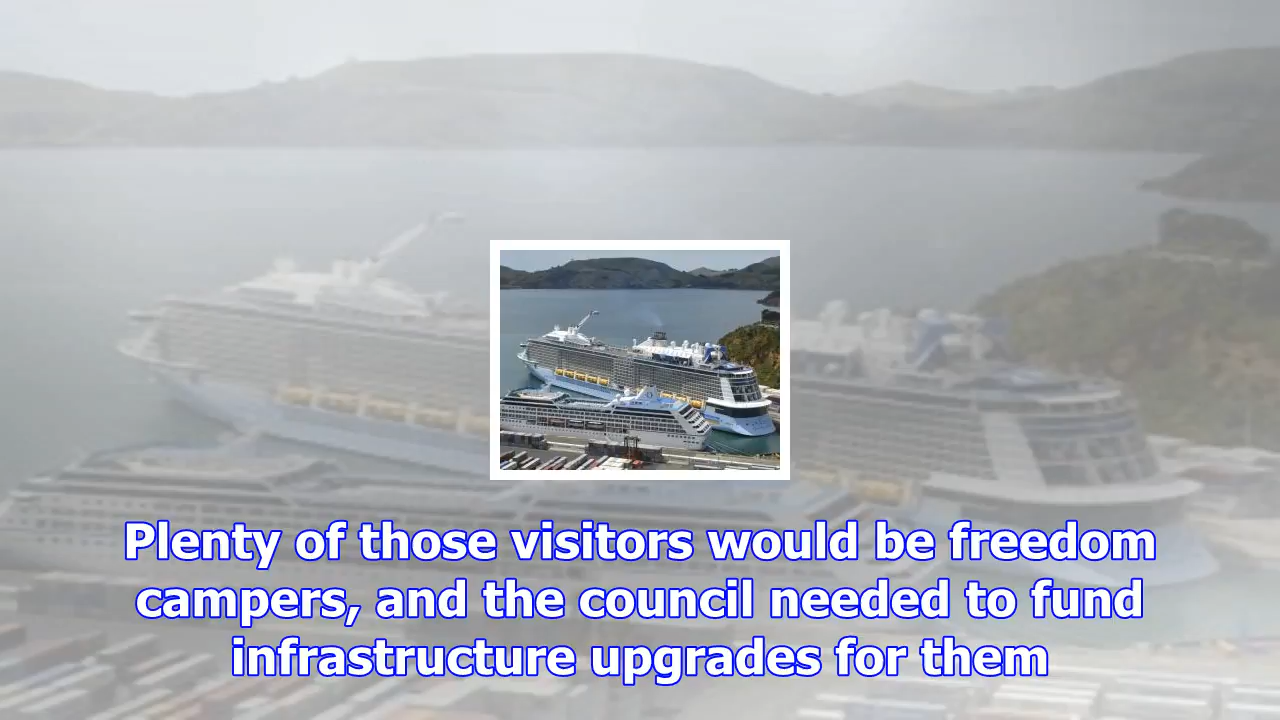 Plenty of those visitors would be freedom
campers, and the council needed to fund
infrastructure upgrades for them